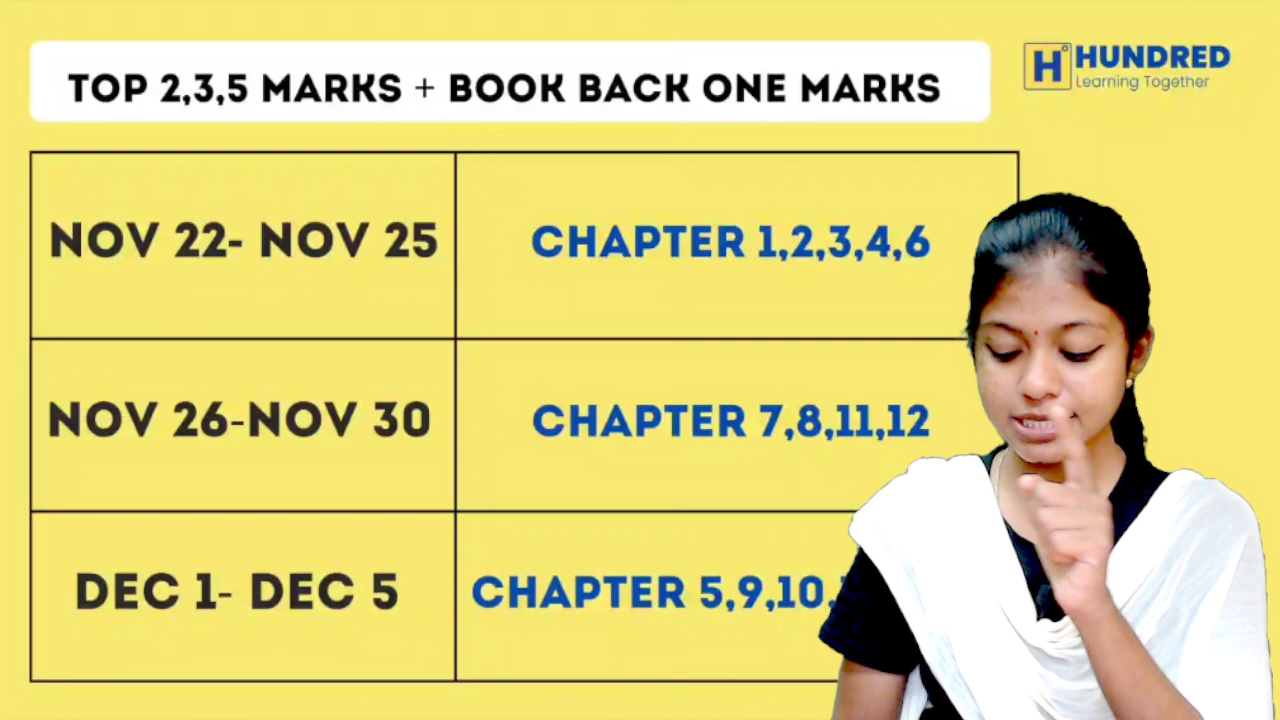 TOP 2,3,5 MARKS + BOOK BACK ONE MARKS
H HUNDRED
Learning Together
NOV 22- NOV 25
CHAPTER 1,2,3,4,6
NOV 26-NOV 30
CHAPTER 7,8,11,12
DEC 1- DEC 5
CHAPTER 5,9,10,